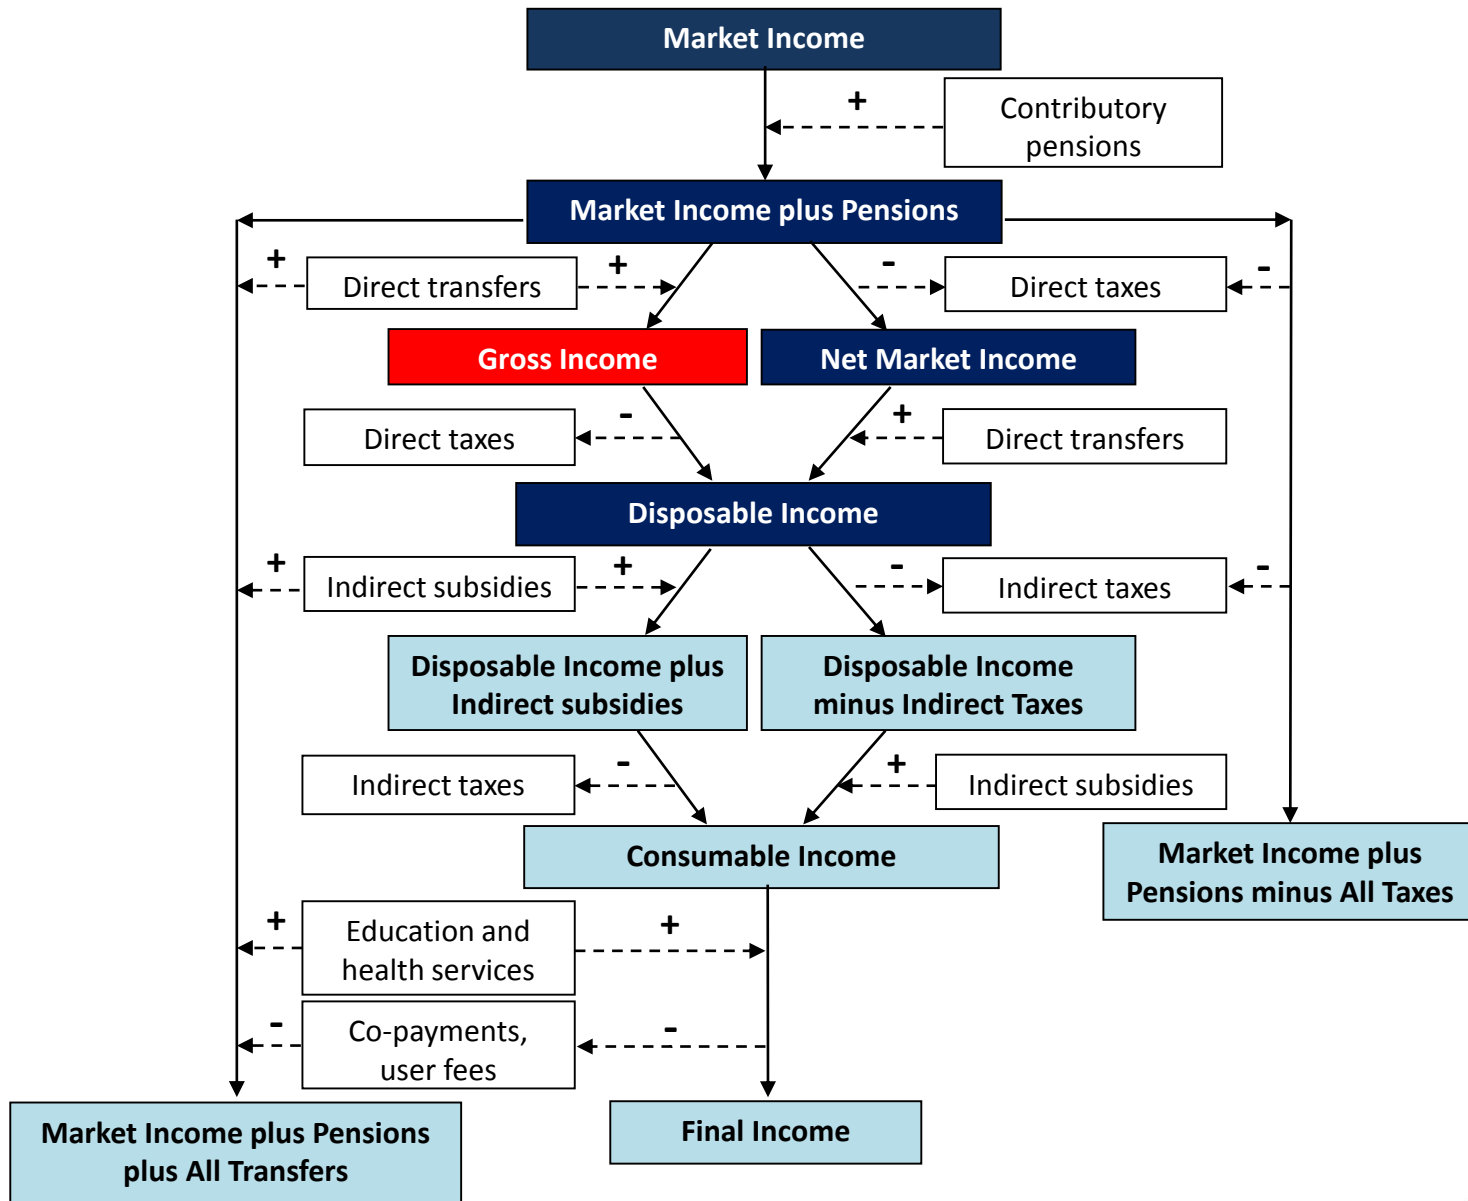 Market Income
+
Contributory
pensions
Market Income plus Pensions
+
Direct transfers
+
-
Direct taxes
-
Gross Income
Net Market Income
Direct taxes
-
+
Direct transfers
Disposable Income
+
Indirect subsidies
+
-
Indirect taxes
-
Disposable Income plus
Indirect subsidies
Disposable Income
minus Indirect Taxes
Indirect taxes
-
+
Indirect subsidies
Consumable Income
Market Income plus
Pensions minus All Taxes
+
Education and
health services
+
-
Co-payments,
user fees
-
Market Income plus Pensions
plus All Transfers
Final Income